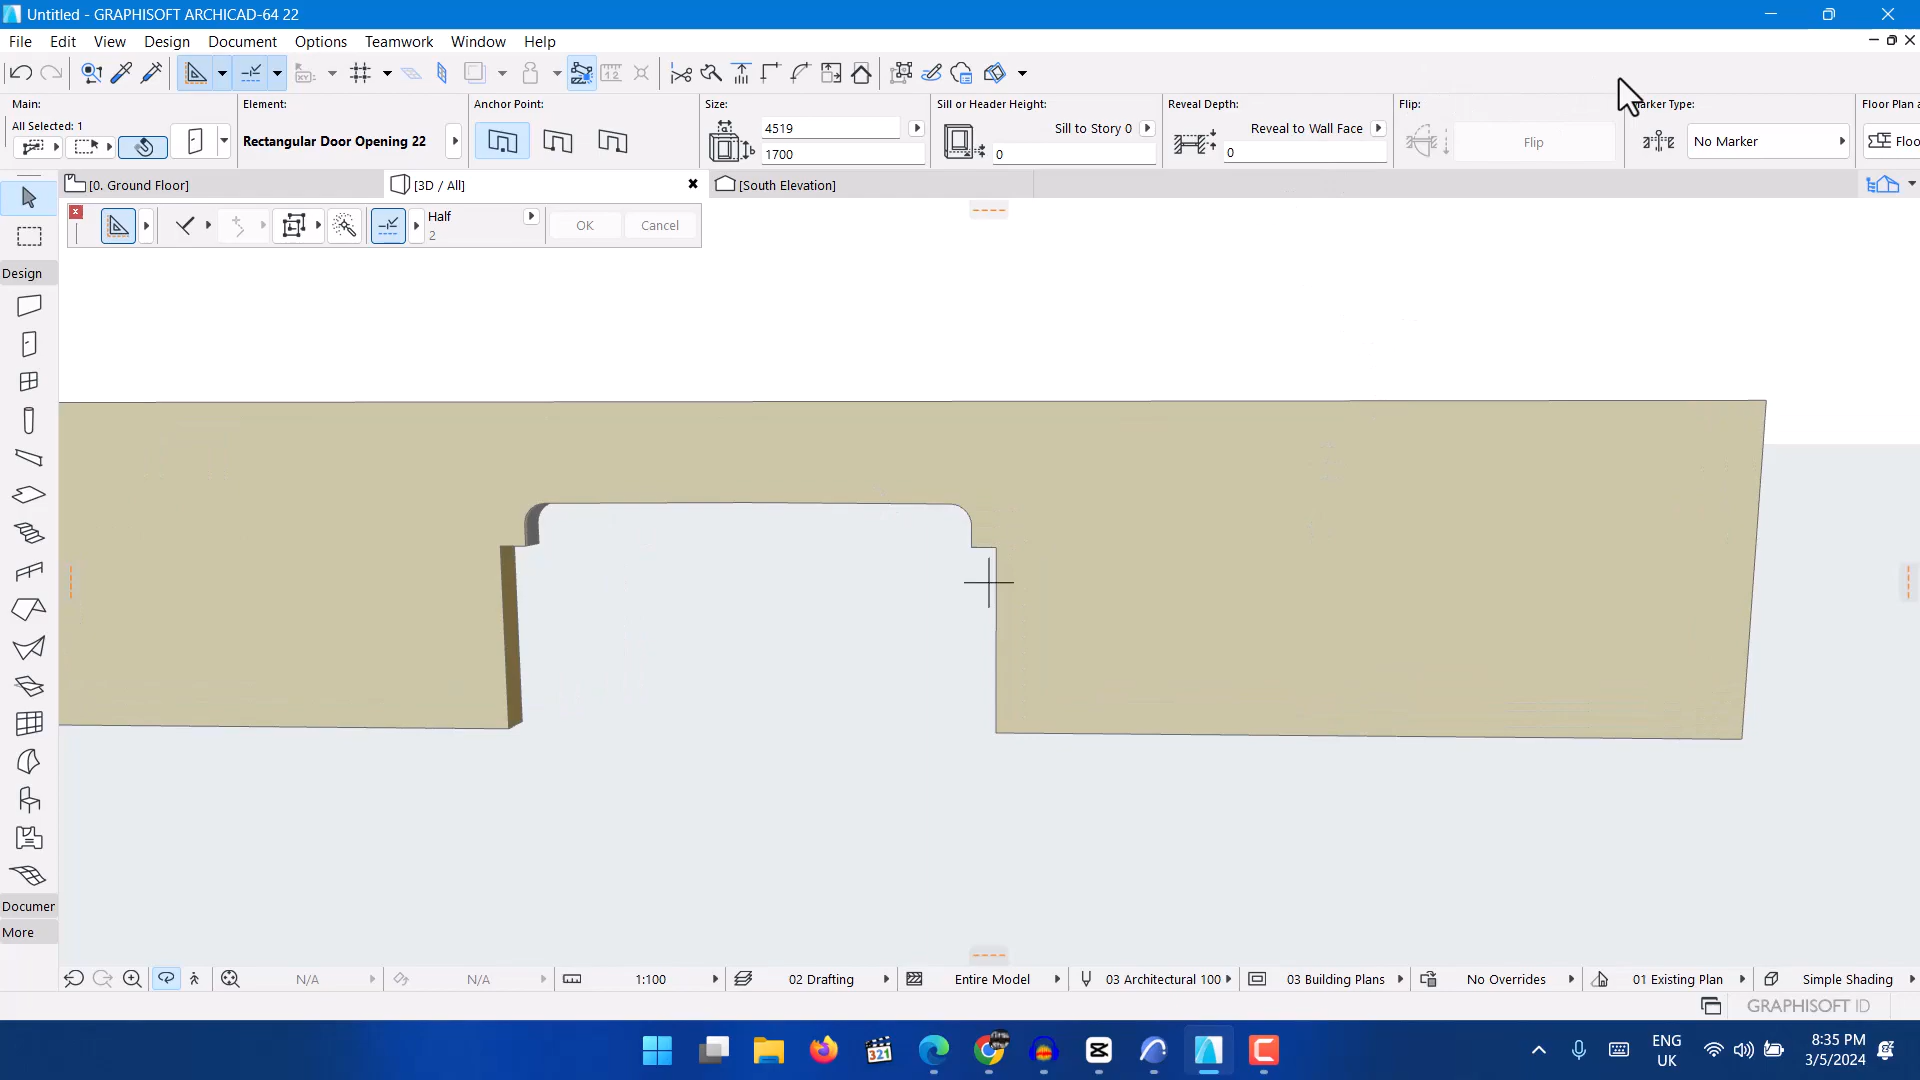 Untitled - GRAPHISOFT ARCHICAD-64 22
File Edit View Design Document Options Teamwork Window Help
Main: Element: Anchor Point: Size: Sill or Header Height: Reveal Depth: Flip: arker Type: Floor Plan a
All Selected: 1
Rectangular Door Opening 22
4519
1700
Sill to Story 0
0
Reveal to Wall Face
0
Flip
No Marker
Floo
[0. Ground Floor] [3D / All] [South Elevation]
Half
2
OK Cancel
Design
Documer
More
N/A N/A 1:100 02 Drafting Entire Model 03 Architectural 100 03 Building Plans No Overrides 01 Existing Plan Simple Shading
GRAPHISOFT ID
321
ENG
UK
8:35 PM
3/5/2024